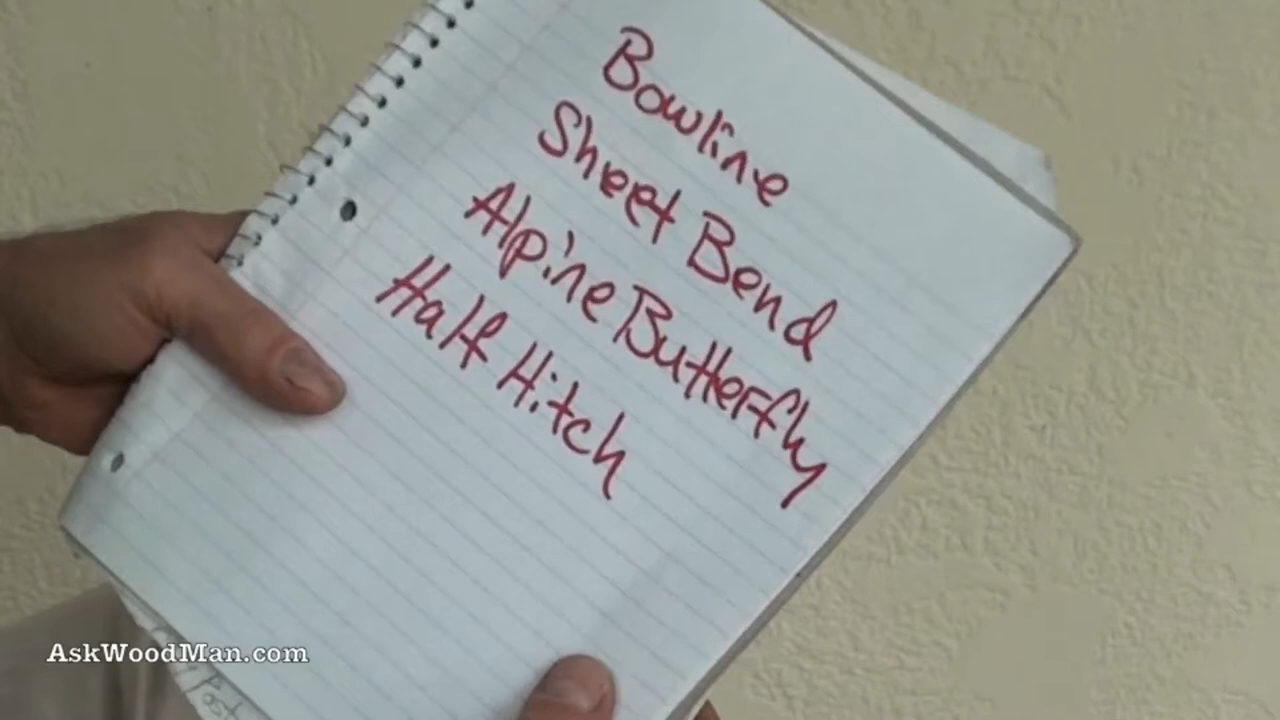 Bowline
Sheet Bend
Alpine Butterfly
Half Hitch
AskWoodMan.com